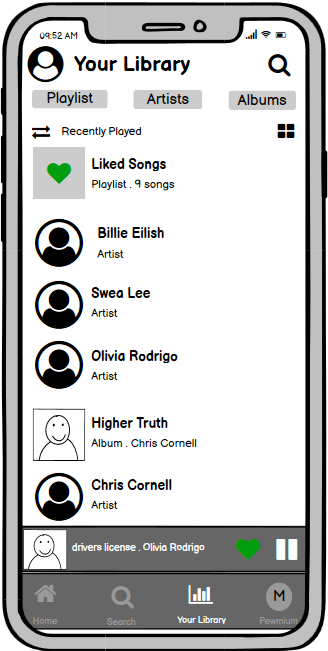 09:52 AM
Your Library
Playlist Artists Albums
Recently Played
Liked Songs
Playlist . 9 songs
Billie Eilish
Artist
Swea Lee
Artist
Olivia Rodrigo
Artist
Higher Truth
Album . Chris Cornell
Chris Cornell
Artist
drivers license . Olivia Rodrigo
M
Home Search Your Library Pewmium